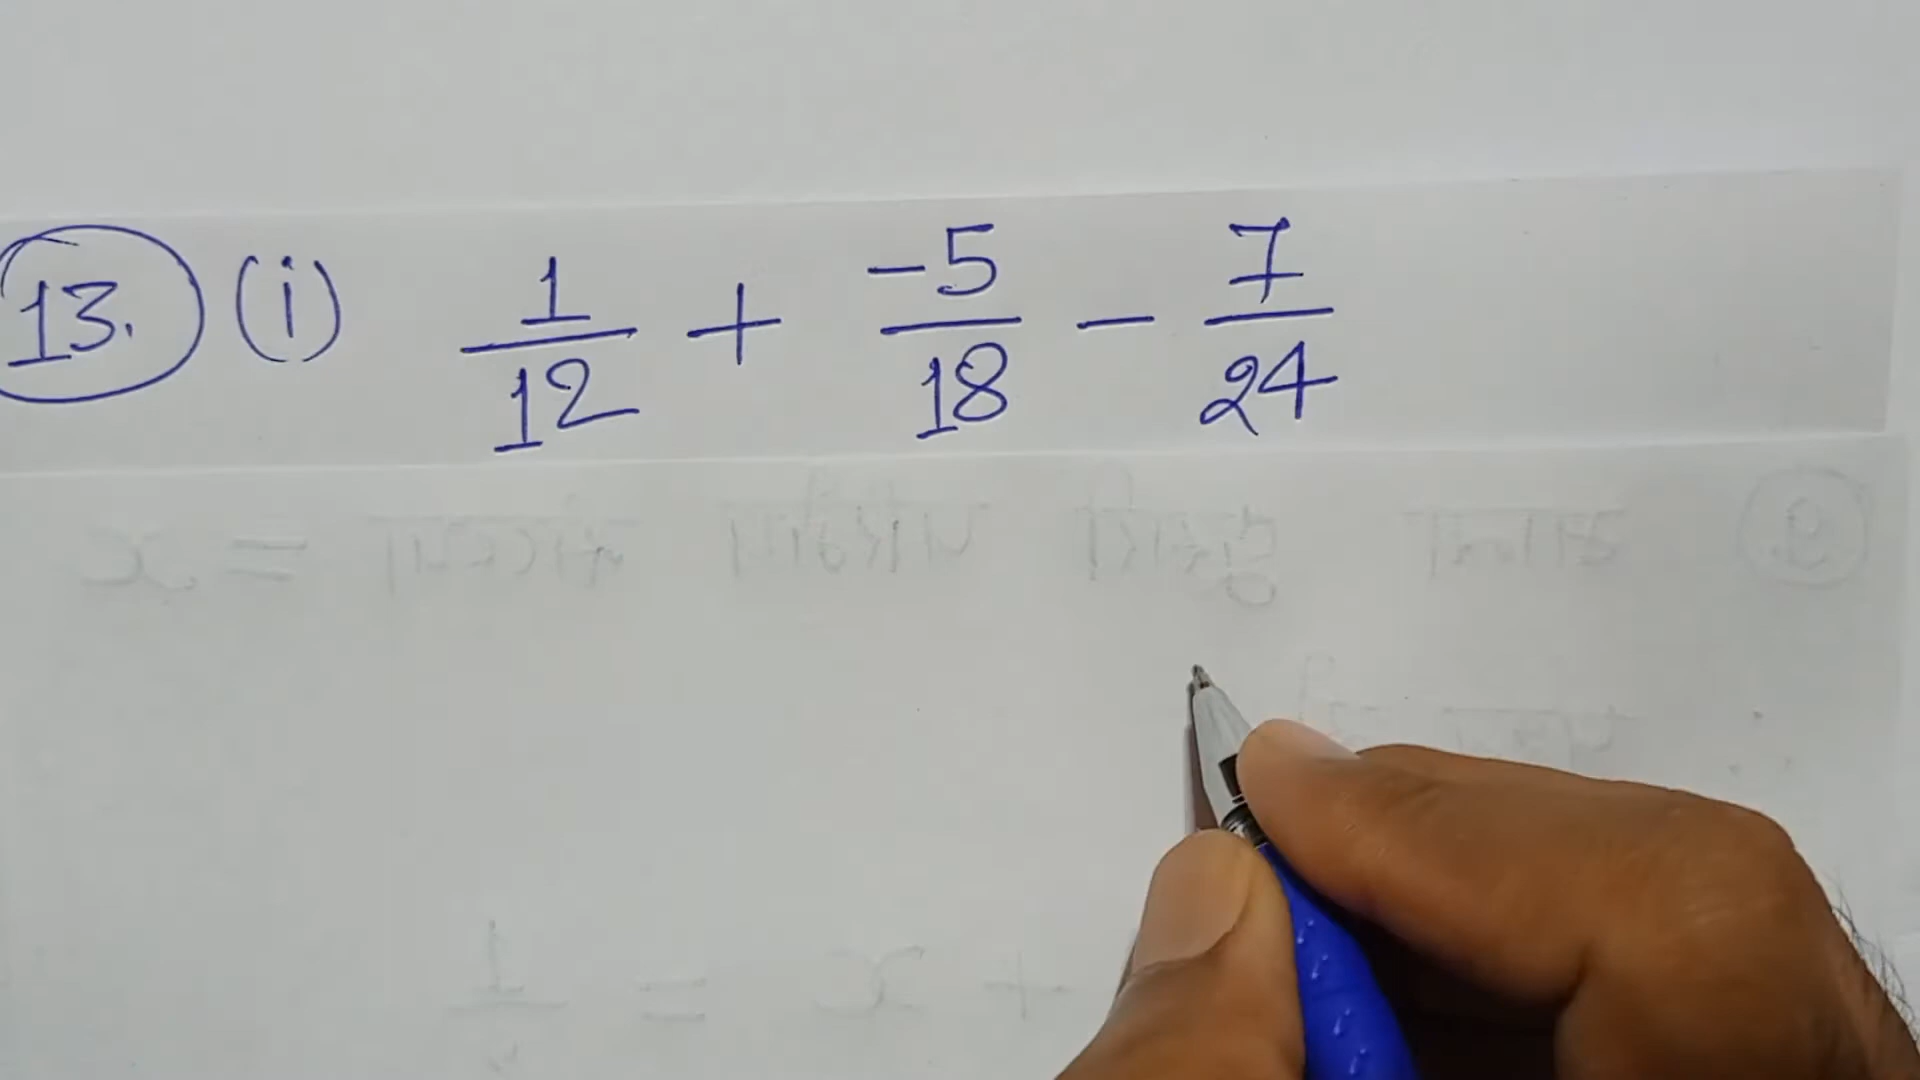 13. (i) 1/12 + -5/18 - 7/24